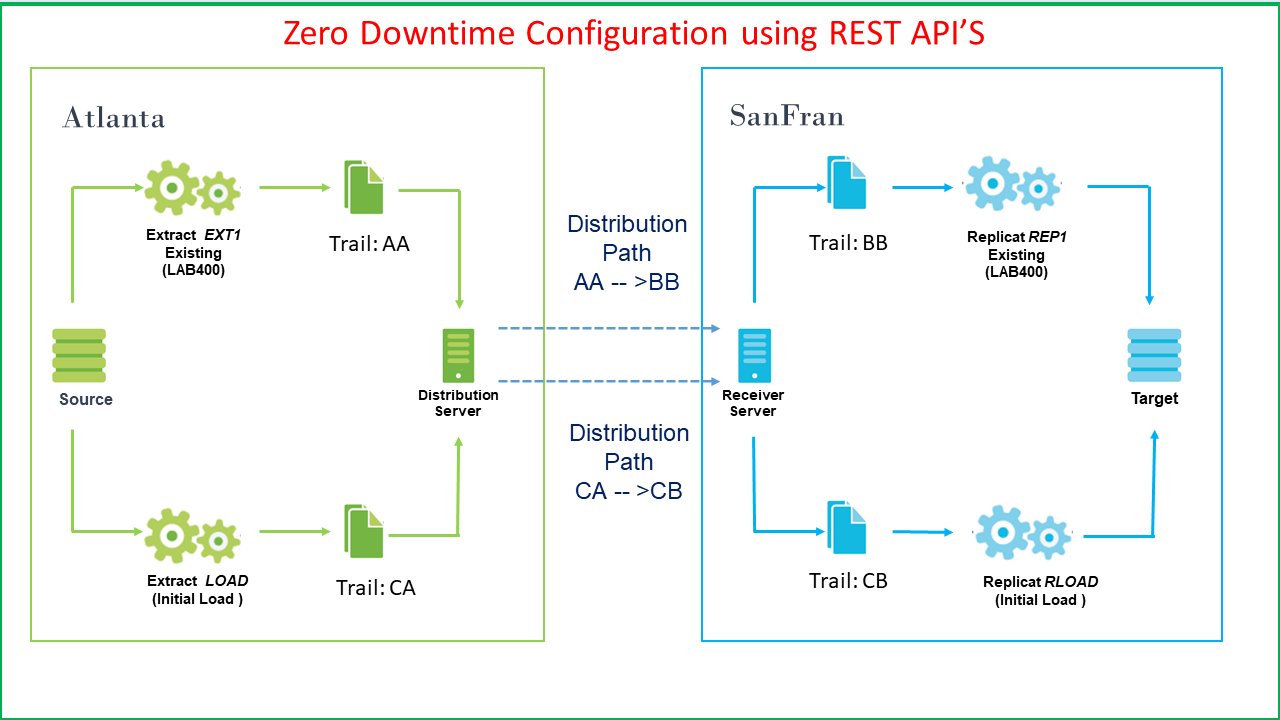 Zero Downtime Configuration using REST API’S
Atlanta
Extract EXT1
Existing
(LAB400)
Trail: AA
Source
Distribution
Server
Extract LOAD
(Initial Load )
Trail: CA
Distribution
Path
AA -- >BB
Distribution
Path
CA -- >CB
SanFran
Trail: BB
Replicat REP1
Existing
(LAB400)
Receiver
Server
Target
Trail: CB
Replicat RLOAD
(Initial Load )